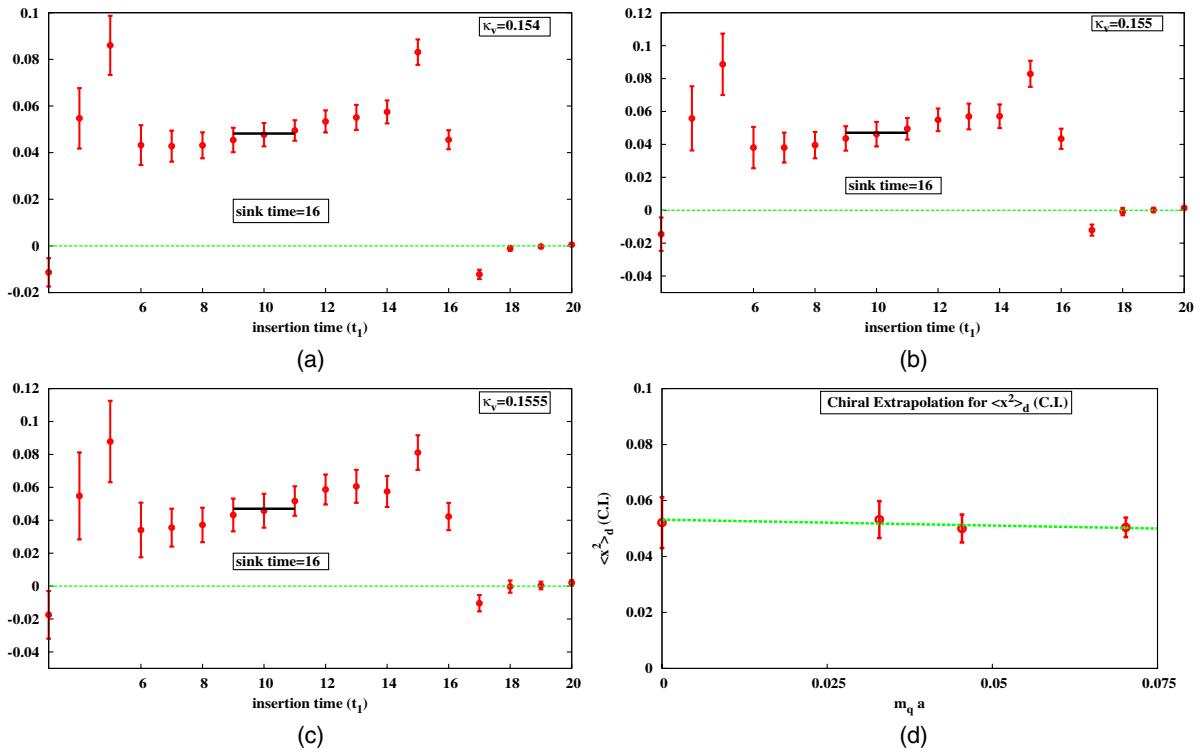 0.1
0.08
0.06
0.04
0.02
0
-0.02
κv=0.154
sink time=16
6 8 10 12 14 16 18 20
insertion time (t1)
(a)
0.12
0.1
0.08
0.06
0.04
0.02
0
-0.02
-0.04
κv=0.155
sink time=16
6 8 10 12 14 16 18 20
insertion time (t1)
(b)
0.12
0.1
0.08
0.06
0.04
0.02
0
-0.02
-0.04
κv=0.1555
sink time=16
6 8 10 12 14 16 18 20
insertion time (t1)
(c)
Chiral Extrapolation for <x²>d (C.I.)
<x²>d (C.I.)
0.1
0.08
0.06
0.04
0.02
0
0 0.025 0.05 0.075
mq a
(d)